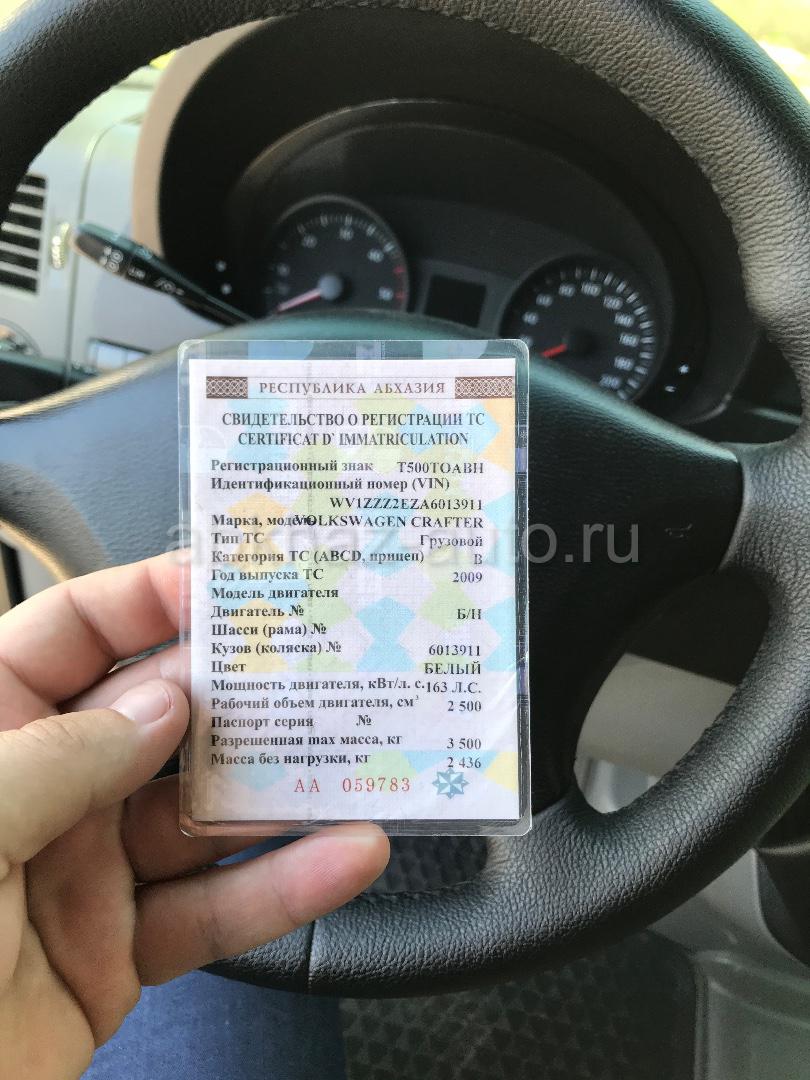 РЕСПУБЛИКА АБХАЗИЯ
СВИДЕТЕЛЬСТВО О РЕГИСТРАЦИИ ТС
CERTIFICAT D` IMMATRICULATION
Регистрационный знак Т500ТОАВН
Идентификационный номер (VIN)
WV1ZZZ2EZA6013911
Марка, модель VOLKSWAGEN CRAFTER
Тип ТС Грузовой
Категория ТС (ABCD, прицеп) В
Год выпуска ТС 2009
Модель двигателя
Двигатель № Б/Н
Шасси (рама) №
Кузов (коляска) № 6013911
Цвет БЕЛЫЙ
Мощность двигателя, кВт/л. с. 163 Л.С.
Рабочий объем двигателя, см³ 2 500
Паспорт серия №
Разрешенная max масса, кг 3 500
Масса без нагрузки, кг 2 436
АА 059783